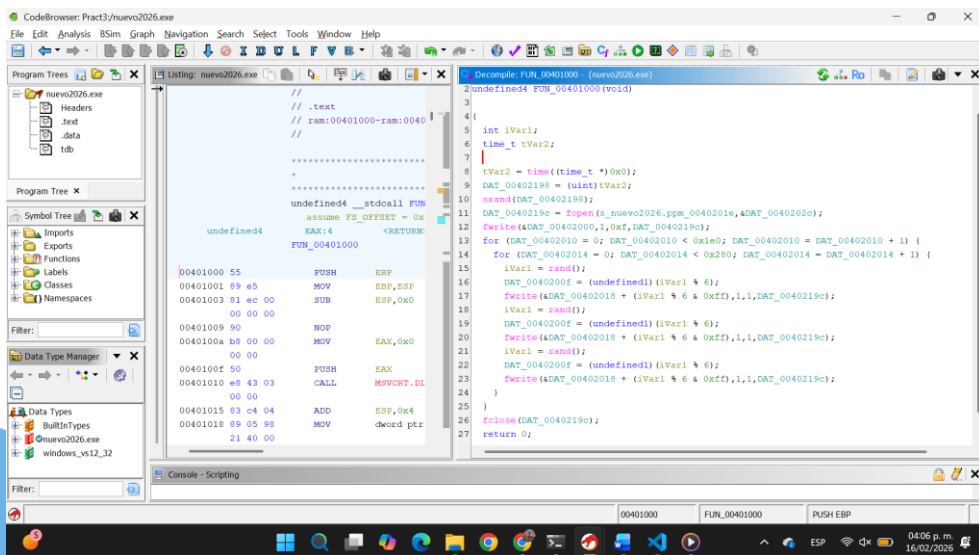 CodeBrowser: Pract3:/nuevo2026.exe
File Edit Analysis BSim Graph Navigation Search Select Tools Window Help
I D U L F V B
Program Trees
nuevo2026.exe
Headers
.text
.data
tdb
Program Tree
Symbol Tree
Imports
Exports
Functions
Labels
Classes
Namespaces
Filter:
Data Type Manager
Data Types
BuiltInTypes
nuevo2026.exe
windows_vs12_32
Filter:
Listing: nuevo2026.exe
//
// .text
// ram:00401000-ram:0040
//
*************************
*
*************************
undefined4 __stdcall FUN
assume FS_OFFSET = 0x
undefined4 EAX:4 <RETURN>
FUN_00401000
00401000 55 PUSH EBP
00401001 89 e5 MOV EBP,ESP
00401003 81 ec 00 SUB ESP,0x0
00 00 00
00401009 90 NOP
0040100a b8 00 00 MOV EAX,0x0
00 00
0040100f 50 PUSH EAX
00401010 e8 43 03 CALL MSVCRT.DL
00 00
00401015 83 c4 04 ADD ESP,0x4
00401018 89 05 98 MOV dword ptr
21 40 00
Decompile: FUN_00401000 - (nuevo2026.exe)
Ro
2 undefined4 FUN_00401000(void)
3
4 {
5 int iVar1;
6 time_t tVar2;
7
8 tVar2 = time((time_t *)0x0);
9 DAT_00402198 = (uint)tVar2;
10 srand(DAT_00402198);
11 DAT_0040219c = fopen(s_nuevo2026.ppm_0040201e,&DAT_0040202c);
12 fwrite(&DAT_00402000,1,0xf,DAT_0040219c);
13 for (DAT_00402010 = 0; DAT_00402010 < 0x1e0; DAT_00402010 = DAT_00402010 + 1) {
14 for (DAT_00402014 = 0; DAT_00402014 < 0x280; DAT_00402014 = DAT_00402014 + 1) {
15 iVar1 = rand();
16 DAT_0040200f = (undefined1)(iVar1 % 6);
17 fwrite(&DAT_00402018 + (iVar1 % 6 & 0xff),1,1,DAT_0040219c);
18 iVar1 = rand();
19 DAT_0040200f = (undefined1)(iVar1 % 6);
20 fwrite(&DAT_00402018 + (iVar1 % 6 & 0xff),1,1,DAT_0040219c);
21 iVar1 = rand();
22 DAT_0040200f = (undefined1)(iVar1 % 6);
23 fwrite(&DAT_00402018 + (iVar1 % 6 & 0xff),1,1,DAT_0040219c);
24 }
25 }
26 fclose(DAT_0040219c);
27 return 0;
Console - Scripting
00401000 FUN_00401000 PUSH EBP
5
ESP
04:06 p. m.
16/02/2026